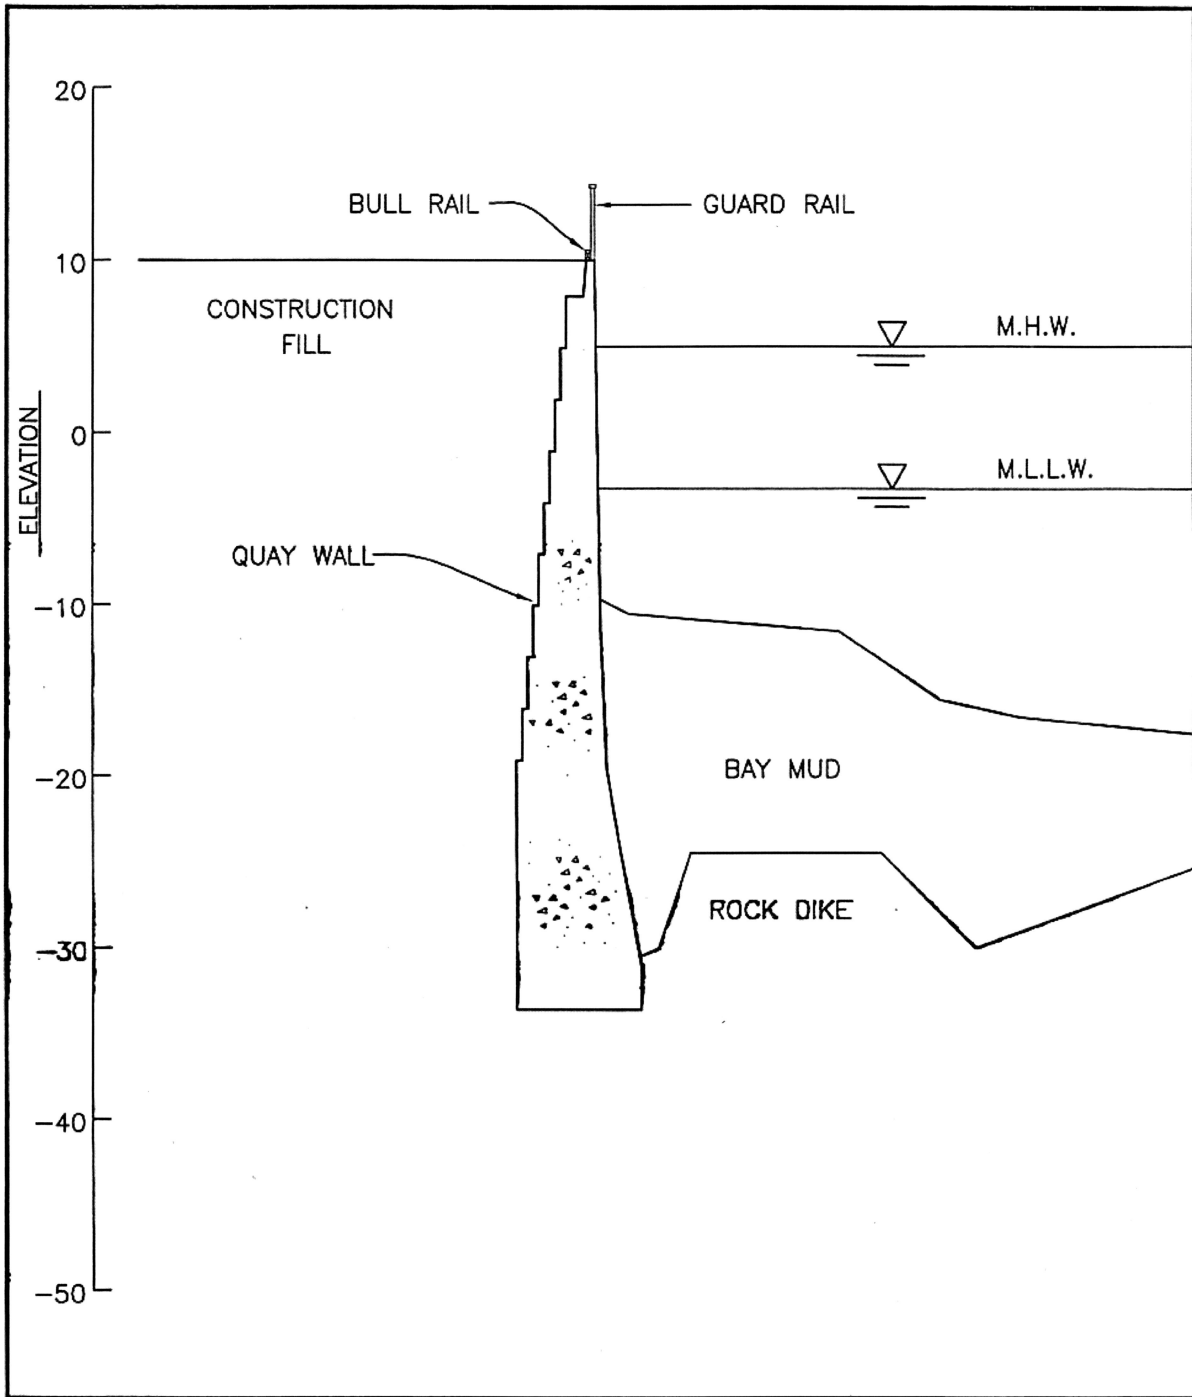 20
BULL RAIL
GUARD RAIL
10
CONSTRUCTION
FILL
M.H.W.
ELEVATION
0
M.L.L.W.
QUAY WALL
-10
-20
BAY MUD
ROCK DIKE
-30
-40
-50